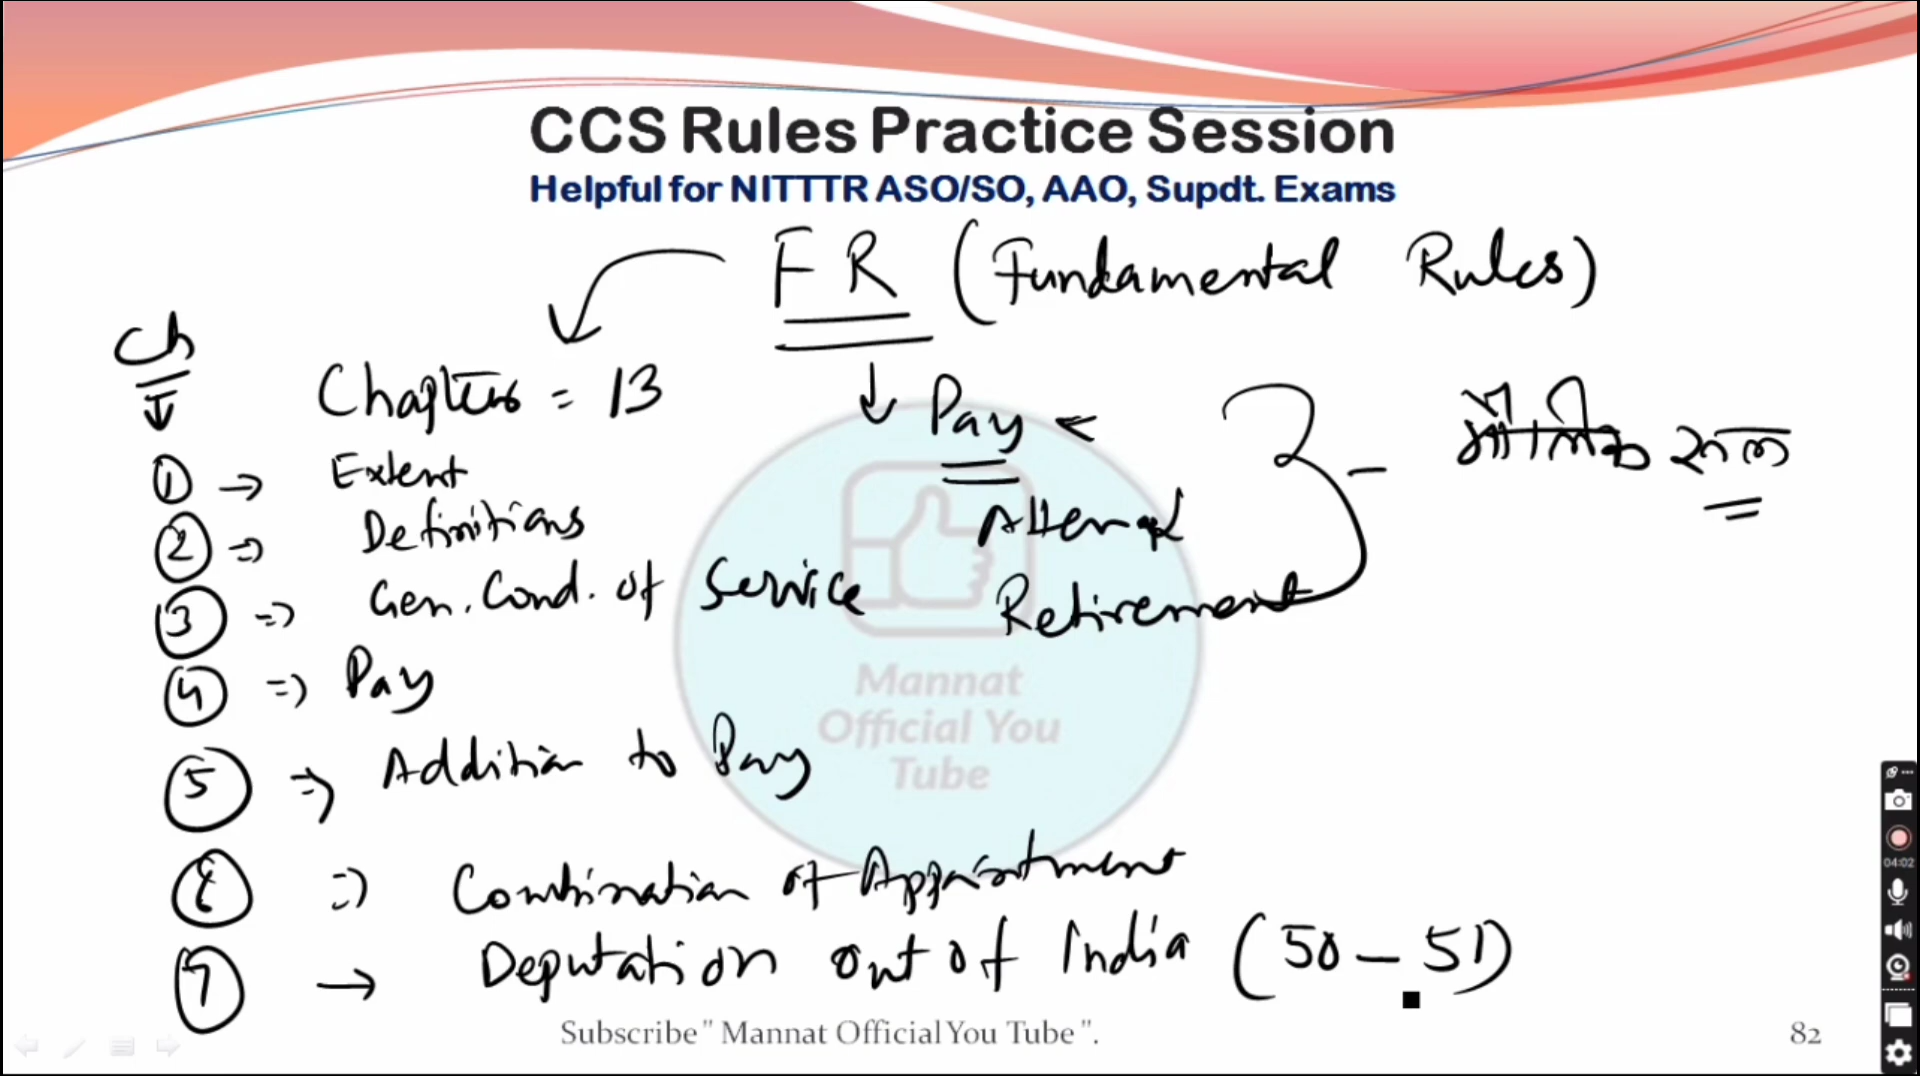 CCS Rules Practice Session
Helpful for NITTTR ASO/SO, AAO, Supdt. Exams
FR (Fundamental Rules)
Ch
Chapters = 13
Pay
① → Extent
② ⇒ Definitions
③ ⇒ Gen. Cond. of Service
Retirement
④ ⇒ Pay
⑤ ⇒ Addition to Pay
⇒ Combination of Appointment
⑦ → Deputation out of India (50 – 51)
Mannat
Official You
Tube
Subscribe " Mannat Official You Tube ".
82
04:02